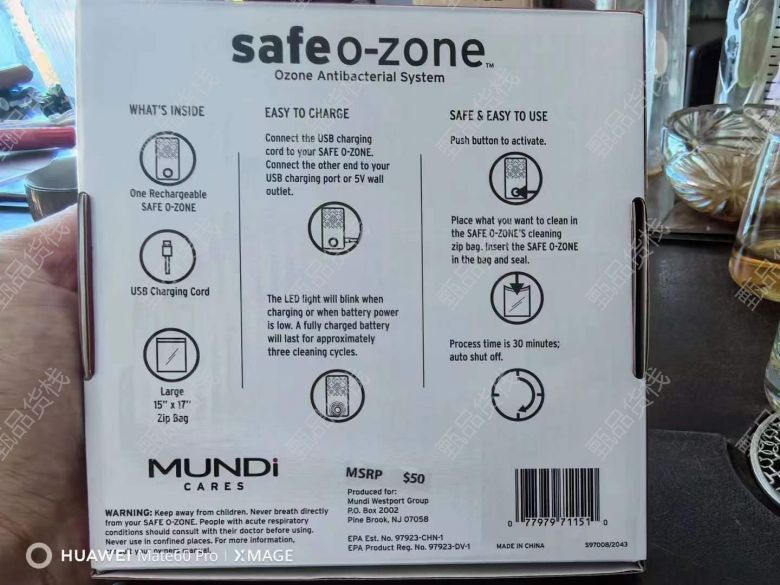 safeo-zone™
Ozone Antibacterial System
WHAT'S INSIDE
One Rechargeable
SAFE O-ZONE
USB Charging Cord
Large
15" x 17"
Zip Bag
EASY TO CHARGE
Connect the USB charging
cord to your SAFE O-ZONE.
Connect the other end to your
USB charging port or 5V wall
outlet.
The LED light will blink when
charging or when battery power
is low. A fully charged battery
will last for approximately
three cleaning cycles.
SAFE & EASY TO USE
Push button to activate.
Place what you want to clean in
the SAFE O-ZONE'S cleaning
zip bag. Insert the SAFE O-ZONE
in the bag and seal.
Process time is 30 minutes;
auto shut off.
MUNDi
CARES
WARNING: Keep away from children. Never breath directly
from your SAFE O-ZONE. People with acute respiratory
conditions should consult with their doctor before using.
Never use in confined places. For more information,
owners manual.
MSRP $50
Produced for:
Mundi Westport Group
P.O. Box 2002
Pine Brook, NJ 07058
EPA Est. No. 97923-CHN-1
EPA Product Reg. No. 97923-DV-1
0 77979 71151 0
MADE IN CHINA
S97008/2043
HUAWEI Mate60 Pro | XMAGE
甄品货栈